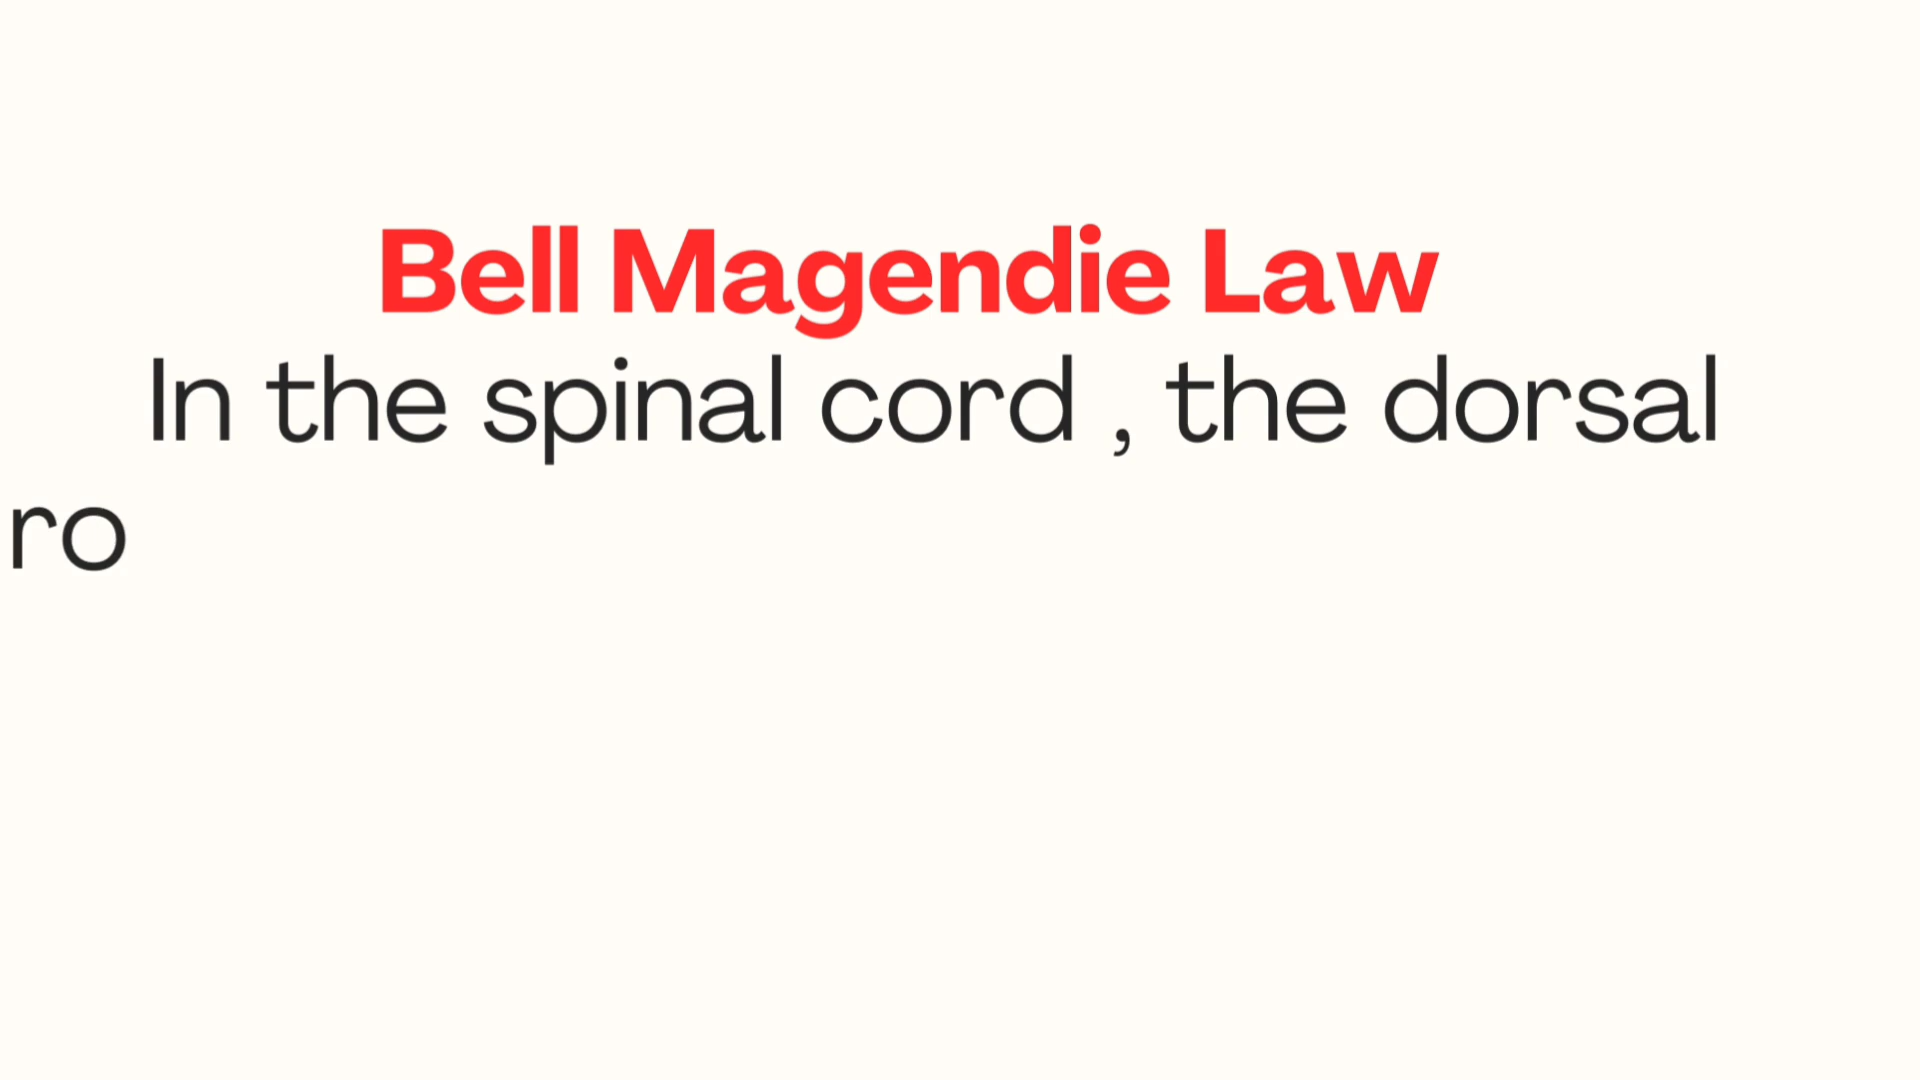 Bell Magendie Law
In the spinal cord , the dorsal
ro